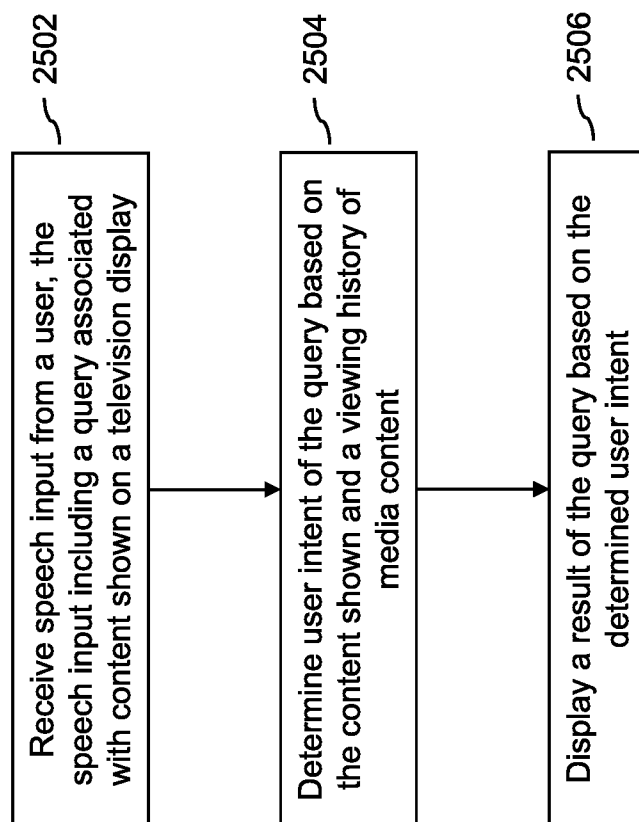 Receive speech input from a user, the
speech input including a query associated
with content shown on a television display
2502
Determine user intent of the query based on
the content shown and a viewing history of
media content
2504
Display a result of the query based on the
determined user intent
2506